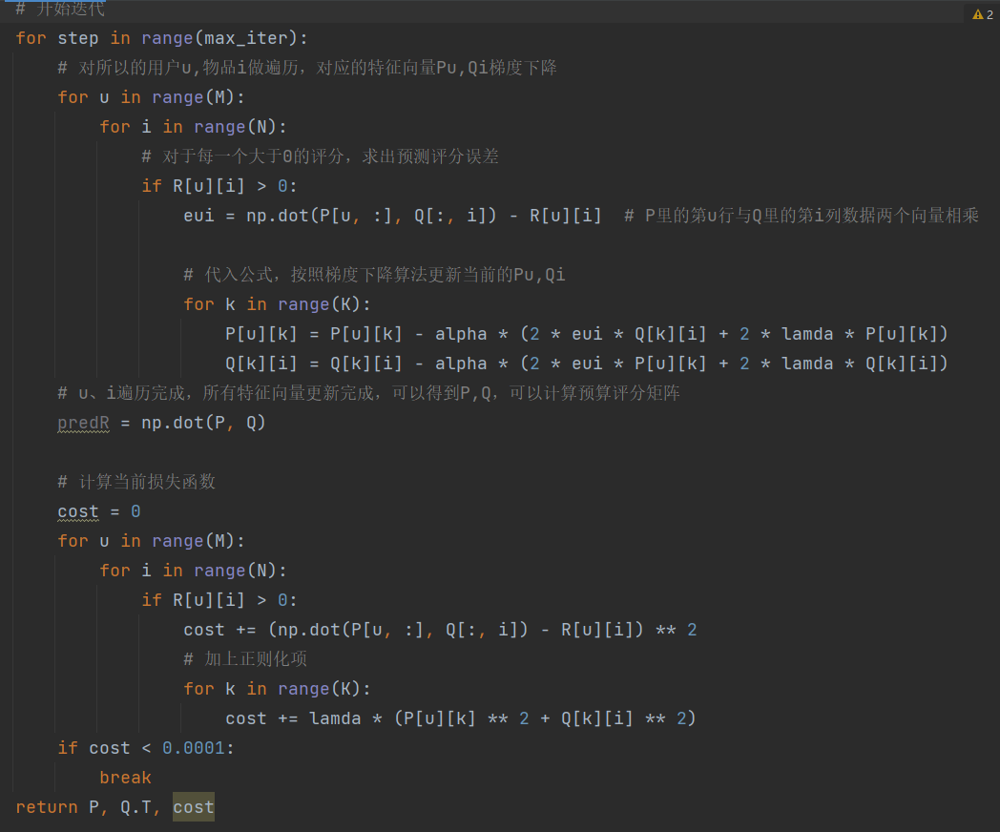 # 开始迭代
2
for step in range(max_iter):
# 对所以的用户u,物品i做遍历，对应的特征向量Pu,Qi梯度下降
for u in range(M):
for i in range(N):
# 对于每一个大于0的评分，求出预测评分误差
if R[u][i] > 0:
eui = np.dot(P[u, :], Q[:, i]) - R[u][i]  # P里的第u行与Q里的第i列数据两个向量相乘
# 代入公式，按照梯度下降算法更新当前的Pu,Qi
for k in range(K):
P[u][k] = P[u][k] - alpha * (2 * eui * Q[k][i] + 2 * lamda * P[u][k])
Q[k][i] = Q[k][i] - alpha * (2 * eui * P[u][k] + 2 * lamda * Q[k][i])
# u、i遍历完成，所有特征向量更新完成，可以得到P,Q，可以计算预算评分矩阵
predR = np.dot(P, Q)
# 计算当前损失函数
cost = 0
for u in range(M):
for i in range(N):
if R[u][i] > 0:
cost += (np.dot(P[u, :], Q[:, i]) - R[u][i]) ** 2
# 加上正则化项
for k in range(K):
cost += lamda * (P[u][k] ** 2 + Q[k][i] ** 2)
if cost < 0.0001:
break
return P, Q.T, cost